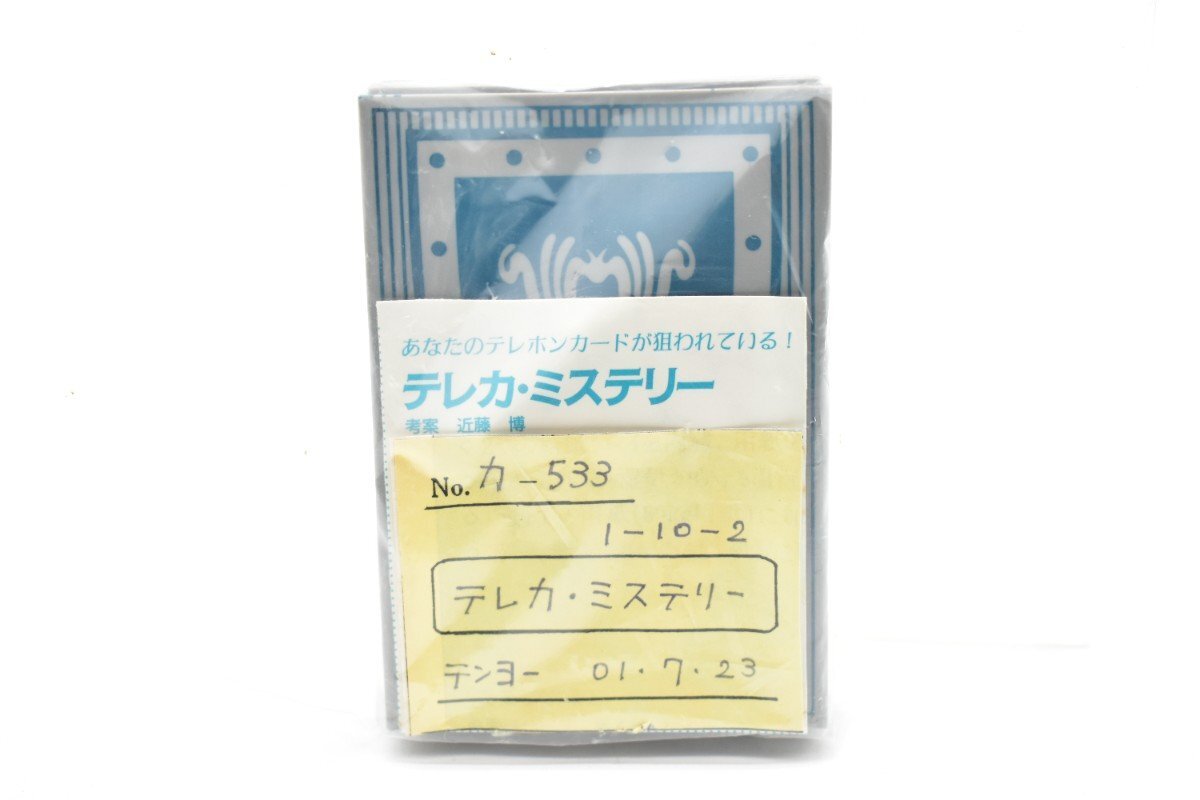 あなたのテレホンカードが狙われている！
テレカ・ミステリー
考案　近藤　博
No. カ-533
1-10-2
テレカ・ミステリー
テンヨー　01.7.23